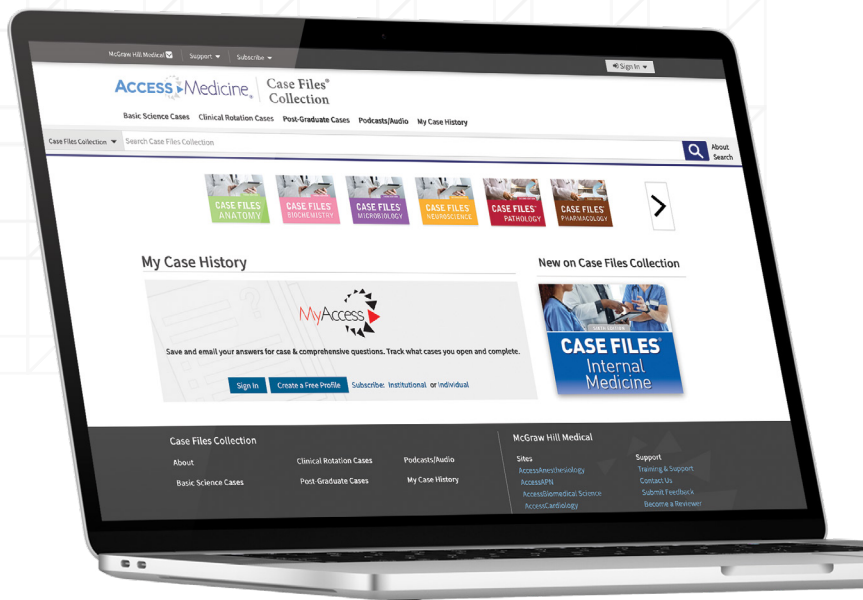 McGraw Hill Medical
Support
Subscribe
Sign In
ACCESS Medicine
Case Files®
Collection
Basic Science Cases
Clinical Rotation Cases
Post-Graduate Cases
Podcasts/Audio
My Case History
Case Files Collection
Search Case Files Collection
About
Search
CASE FILES
ANATOMY
CASE FILES
BIOCHEMISTRY
CASE FILES
MICROBIOLOGY
CASE FILES
NEUROSCIENCE
CASE FILES
PATHOLOGY
CASE FILES
PHARMACOLOGY
My Case History
New on Case Files Collection
MyAccess
Save and email your answers for case & comprehensive questions. Track what cases you open and complete.
Sign In
Create a Free Profile
Subscribe: Institutional or Individual
SIXTH EDITION
CASE FILES®
Internal
Medicine
Case Files Collection
About
Basic Science Cases
Clinical Rotation Cases
Post-Graduate Cases
Podcasts/Audio
My Case History
McGraw Hill Medical
Sites
AccessAnesthesiology
AccessAPN
AccessBiomedical Science
AccessCardiology
Support
Training & Support
Contact Us
Submit Feedback
Become a Reviewer